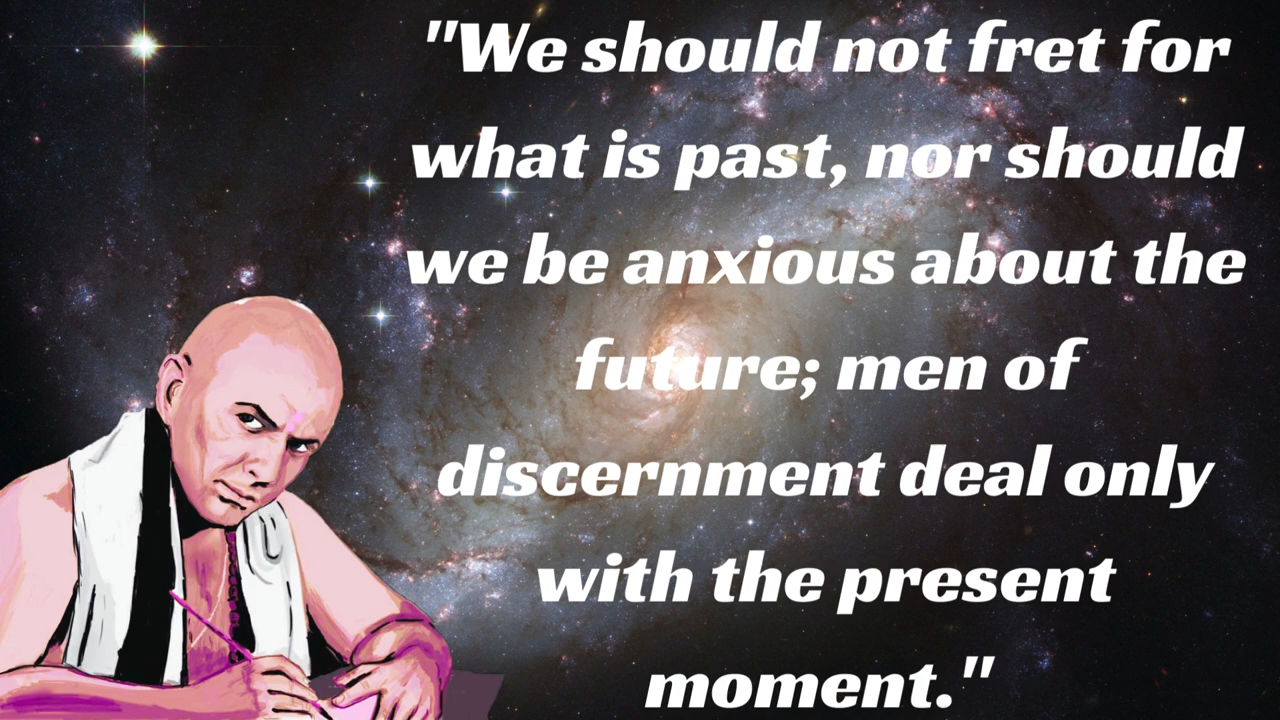 "We should not fret for
what is past, nor should
we be anxious about the
future; men of
discernment deal only
with the present
moment."